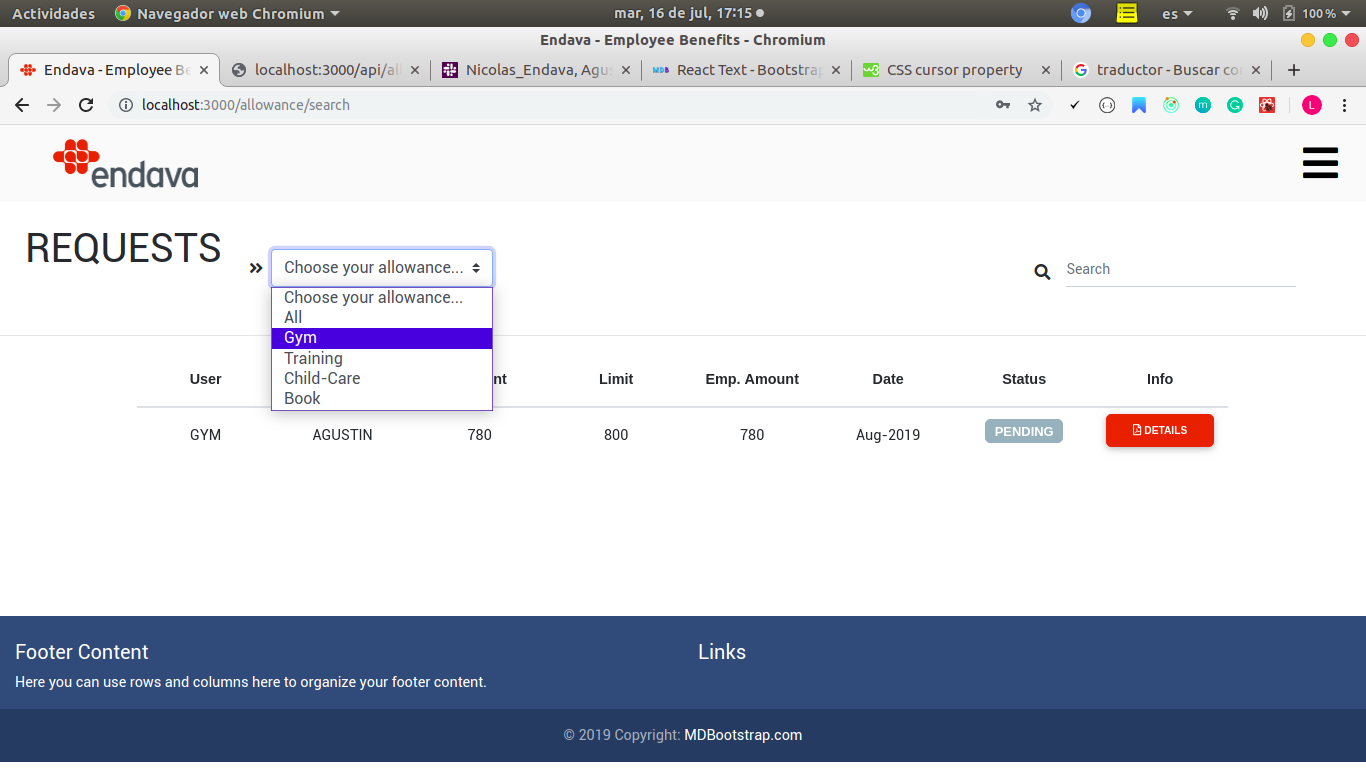 Actividades Navegador web Chromium mar, 16 de jul, 17:15 es 100 %
Endava - Employee Benefits - Chromium
Endava - Employee Be localhost:3000/api/all Nicolas_Endava, Agus React Text - Bootstrap CSS cursor property traductor - Buscar con
localhost:3000/allowance/search L
endava
REQUESTS
Choose your allowance...
Search
Choose your allowance...
All
Gym
Training
Child-Care
Book
User nt Limit Emp. Amount Date Status Info
GYM AGUSTIN 780 800 780 Aug-2019 PENDING DETAILS
Footer Content Links
Here you can use rows and columns here to organize your footer content.
© 2019 Copyright: MDBootstrap.com